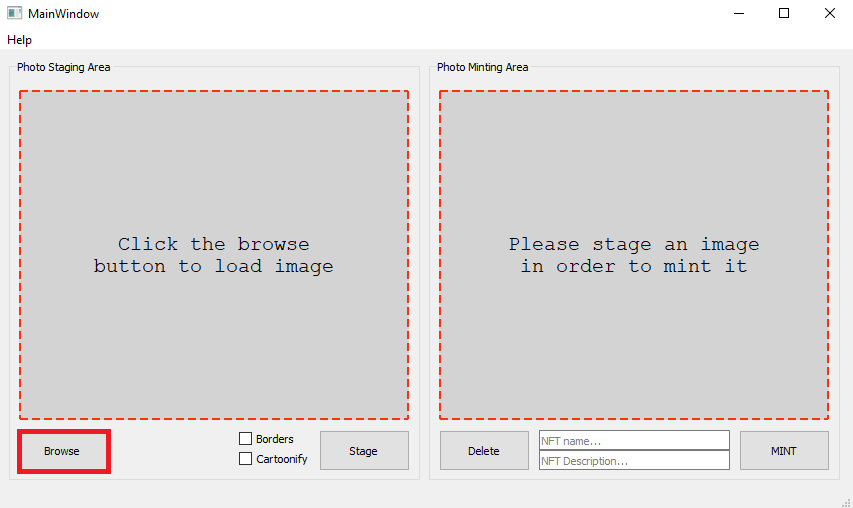 MainWindow
Help
Photo Staging Area
Click the browse
button to load image
Browse
Borders
Cartoonify
Stage
Photo Minting Area
Please stage an image
in order to mint it
Delete
NFT name...
NFT Description...
MINT